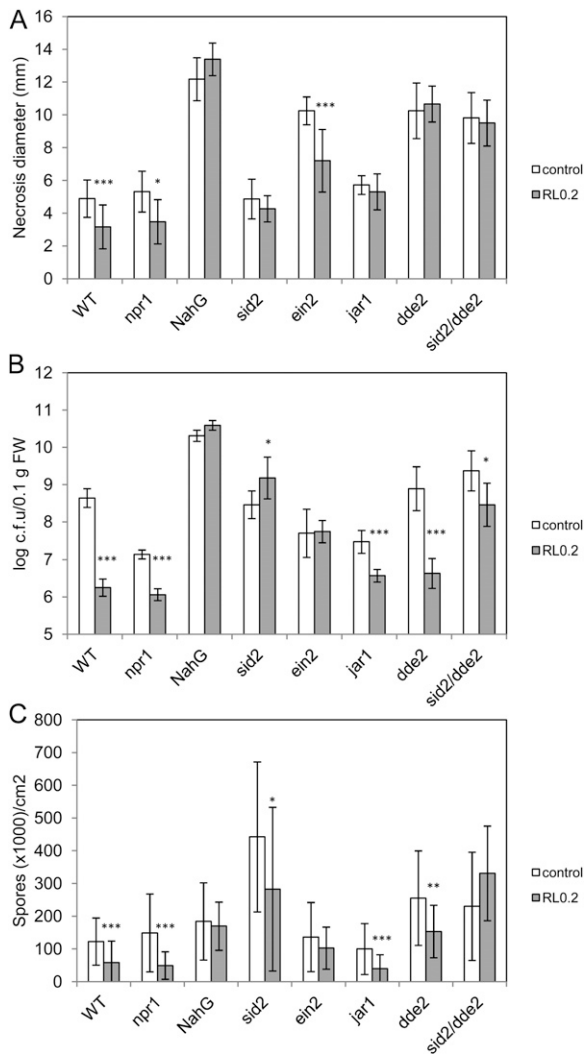 A
16
14
12
10
8
6
4
2
0
Necrosis diameter (mm)
***
*
***
WT
npr1
NahG
sid2
ein2
jar1
dde2
sid2/dde2
control
RL0.2
B
12
11
10
9
8
7
6
5
log c.f.u/0.1 g FW
***
***
*
***
***
*
WT
npr1
NahG
sid2
ein2
jar1
dde2
sid2/dde2
control
RL0.2
C
800
700
600
500
400
300
200
100
0
Spores (x1000)/cm2
***
***
*
***
**
WT
npr1
NahG
sid2
ein2
jar1
dde2
sid2/dde2
control
RL0.2